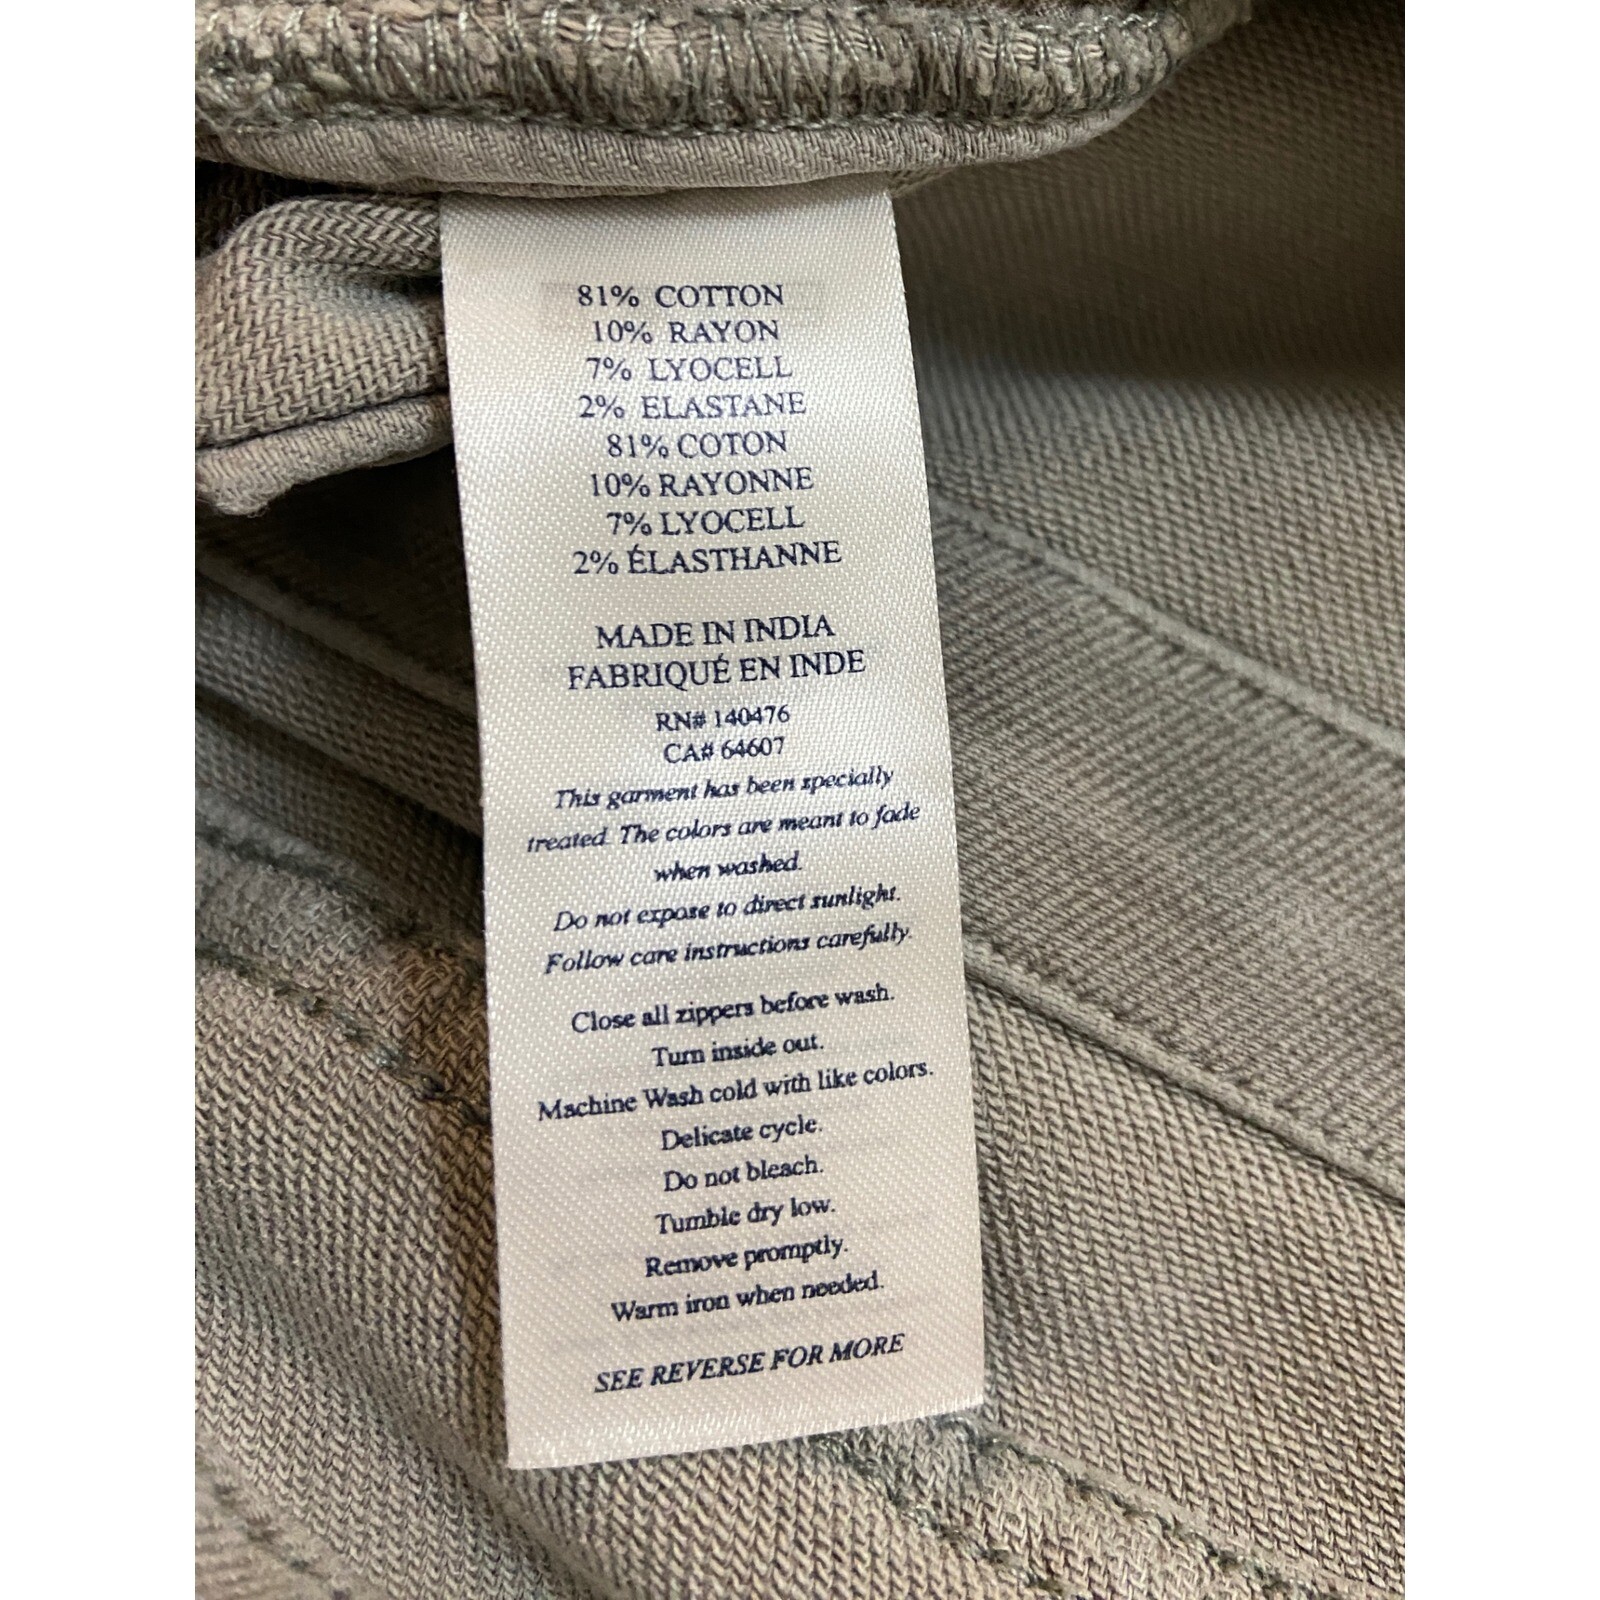 81% COTTON
10% RAYON
7% LYOCELL
2% ELASTANE
81% COTON
10% RAYONNE
7% LYOCELL
2% ÉLASTHANNE
MADE IN INDIA
FABRIQUÉ EN INDE
RN# 140476
CA# 64607
This garment has been specially
treated. The colors are meant to fade
when washed.
Do not expose to direct sunlight.
Follow care instructions carefully.
Close all zippers before wash.
Turn inside out.
Machine Wash cold with like colors.
Delicate cycle.
Do not bleach.
Tumble dry low.
Remove promptly.
Warm iron when needed.
SEE REVERSE FOR MORE